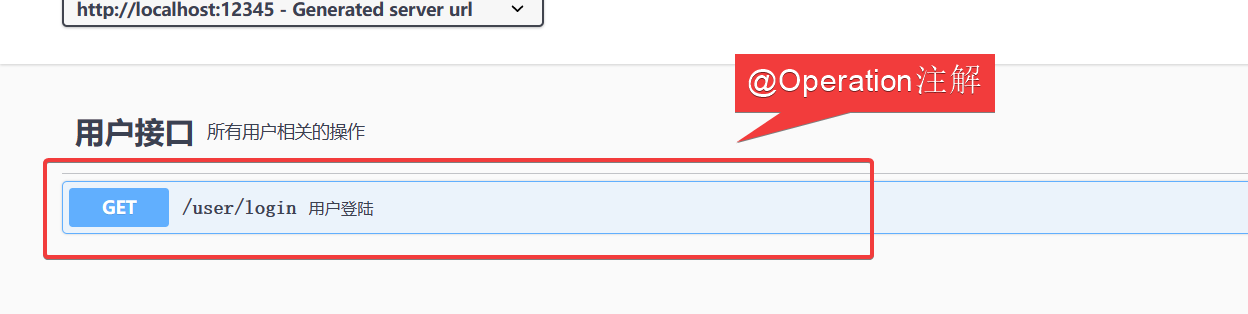 http://localhost:12345 - Generated server url
@Operation注解
用户接口 所有用户相关的操作
GET /user/login 用户登陆